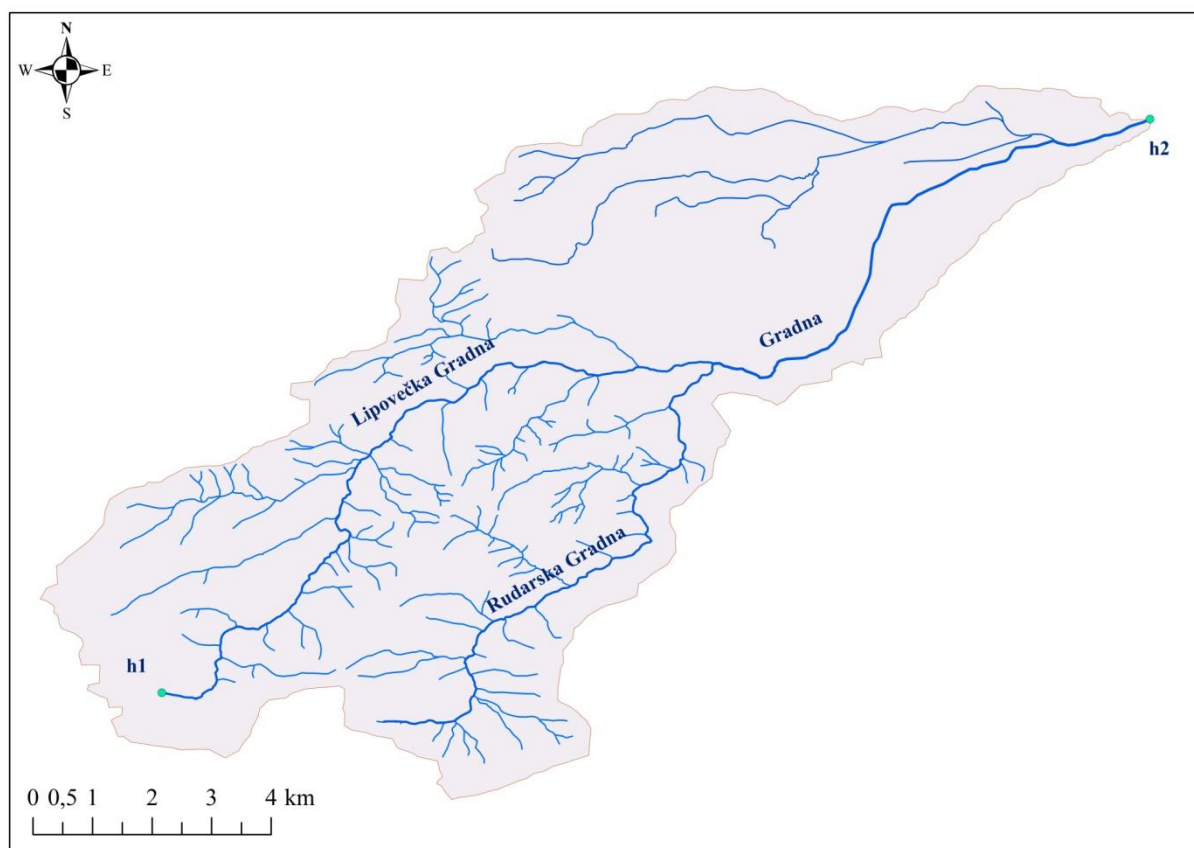 N
W E
S
h2
Gradna
Lipovečka Gradna
Rudarska Gradna
h1
0 0,5 1 2 3 4 km